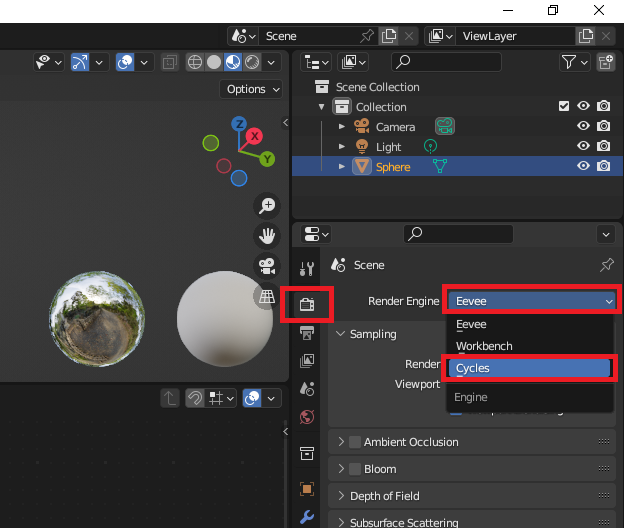 Scene
ViewLayer
Options
Scene Collection
Collection
Camera
Light
Sphere
Z
X
Y
Scene
Render Engine
Eevee
Eevee
Workbench
Cycles
Engine
Sampling
Render
Viewport
Ambient Occlusion
Bloom
Depth of Field
Subsurface Scattering